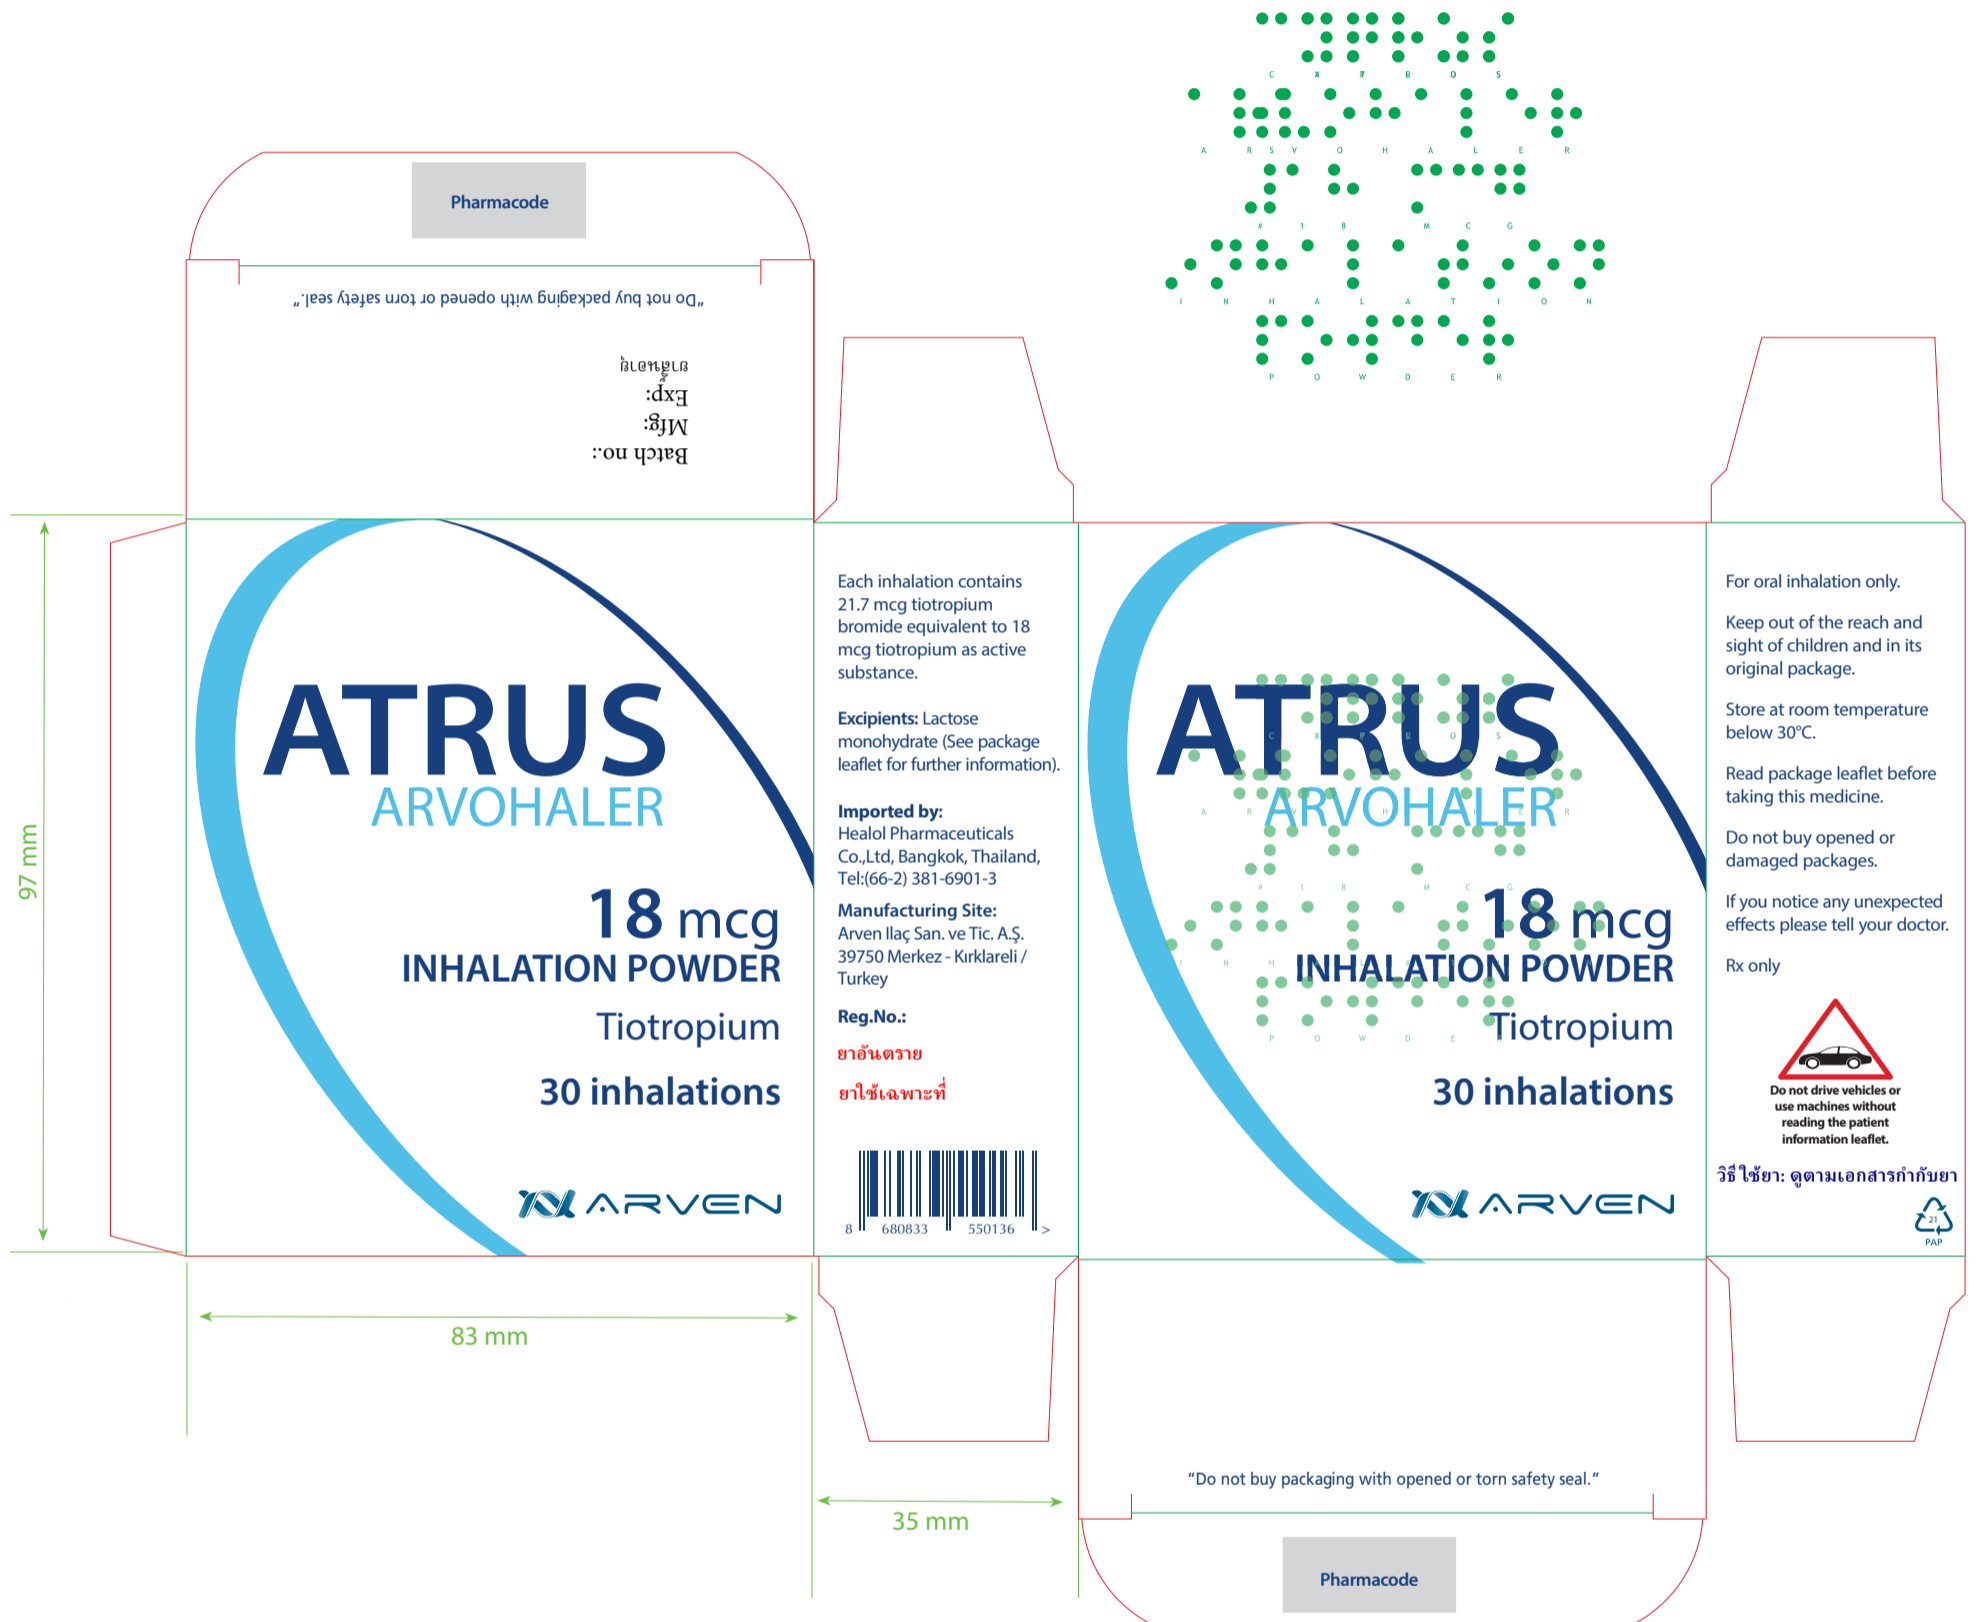 A R S V O H A L E R
# 1 8 M C G
I N H A L A T I O N
P O W D E R
Pharmacode
“Do not buy packaging with opened or torn safety seal.”
ยาสิ้นอายุ
Exp:
Mfg:
Batch no.:
97 mm
ATRUS
ARVOHALER
18 mcg
INHALATION POWDER
Tiotropium
30 inhalations
ARVEN
83 mm
Each inhalation contains
21.7 mcg tiotropium
bromide equivalent to 18
mcg tiotropium as active
substance.
Excipients: Lactose
monohydrate (See package
leaflet for further information).
Imported by:
Healol Pharmaceuticals
Co.,Ltd, Bangkok, Thailand,
Tel:(66-2) 381-6901-3
Manufacturing Site:
Arven Ilaç San. ve Tic. A.Ş.
39750 Merkez - Kırklareli /
Turkey
Reg.No.:
ยาอันตราย
ยาใช้เฉพาะที่
8 680833 550136 >
35 mm
ATRUS
ARVOHALER
# 1 8 M C G
18 mcg
INHALATION POWDER
Tiotropium
30 inhalations
ARVEN
“Do not buy packaging with opened or torn safety seal.”
Pharmacode
For oral inhalation only.
Keep out of the reach and
sight of children and in its
original package.
Store at room temperature
below 30°C.
Read package leaflet before
taking this medicine.
Do not buy opened or
damaged packages.
If you notice any unexpected
effects please tell your doctor.
Rx only
Do not drive vehicles or
use machines without
reading the patient
information leaflet.
วิธีใช้ยา: ดูตามเอกสารกำกับยา
21
PAP